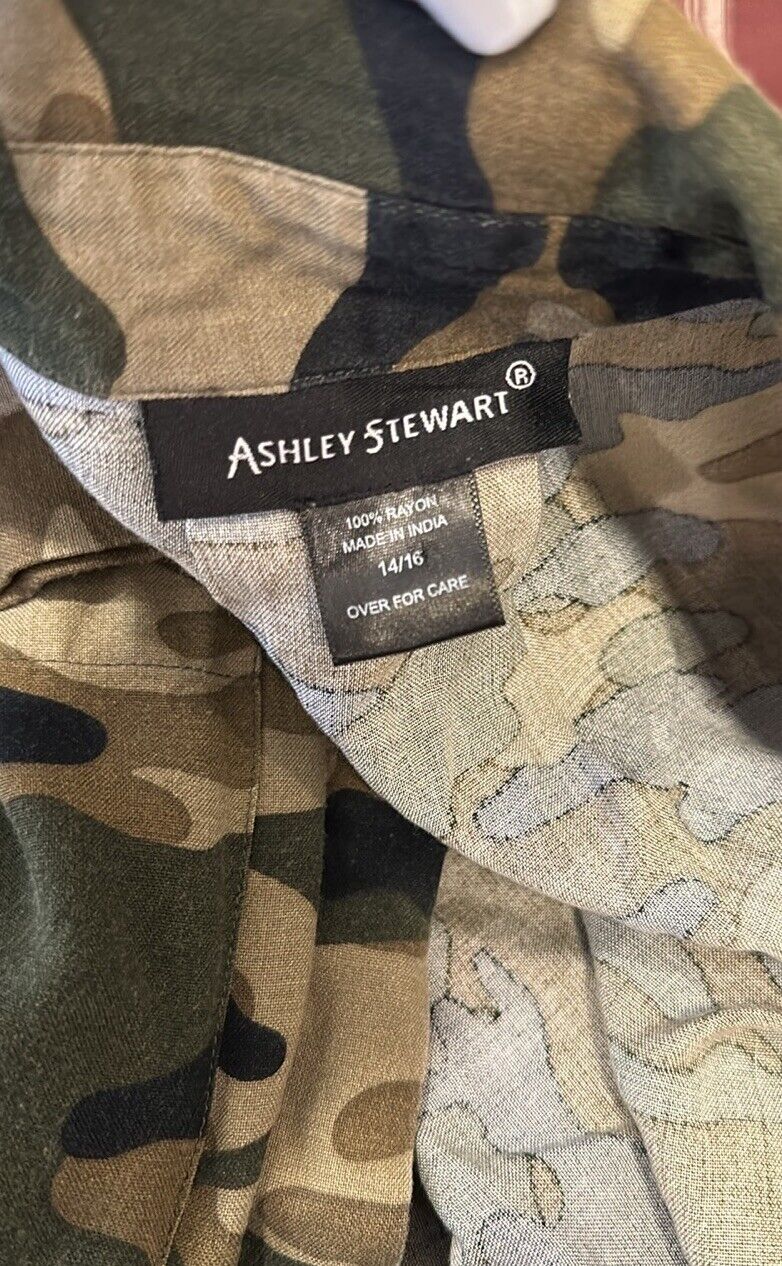 ASHLEY STEWART®
100% RAYON
MADE IN INDIA
14/16
OVER FOR CARE